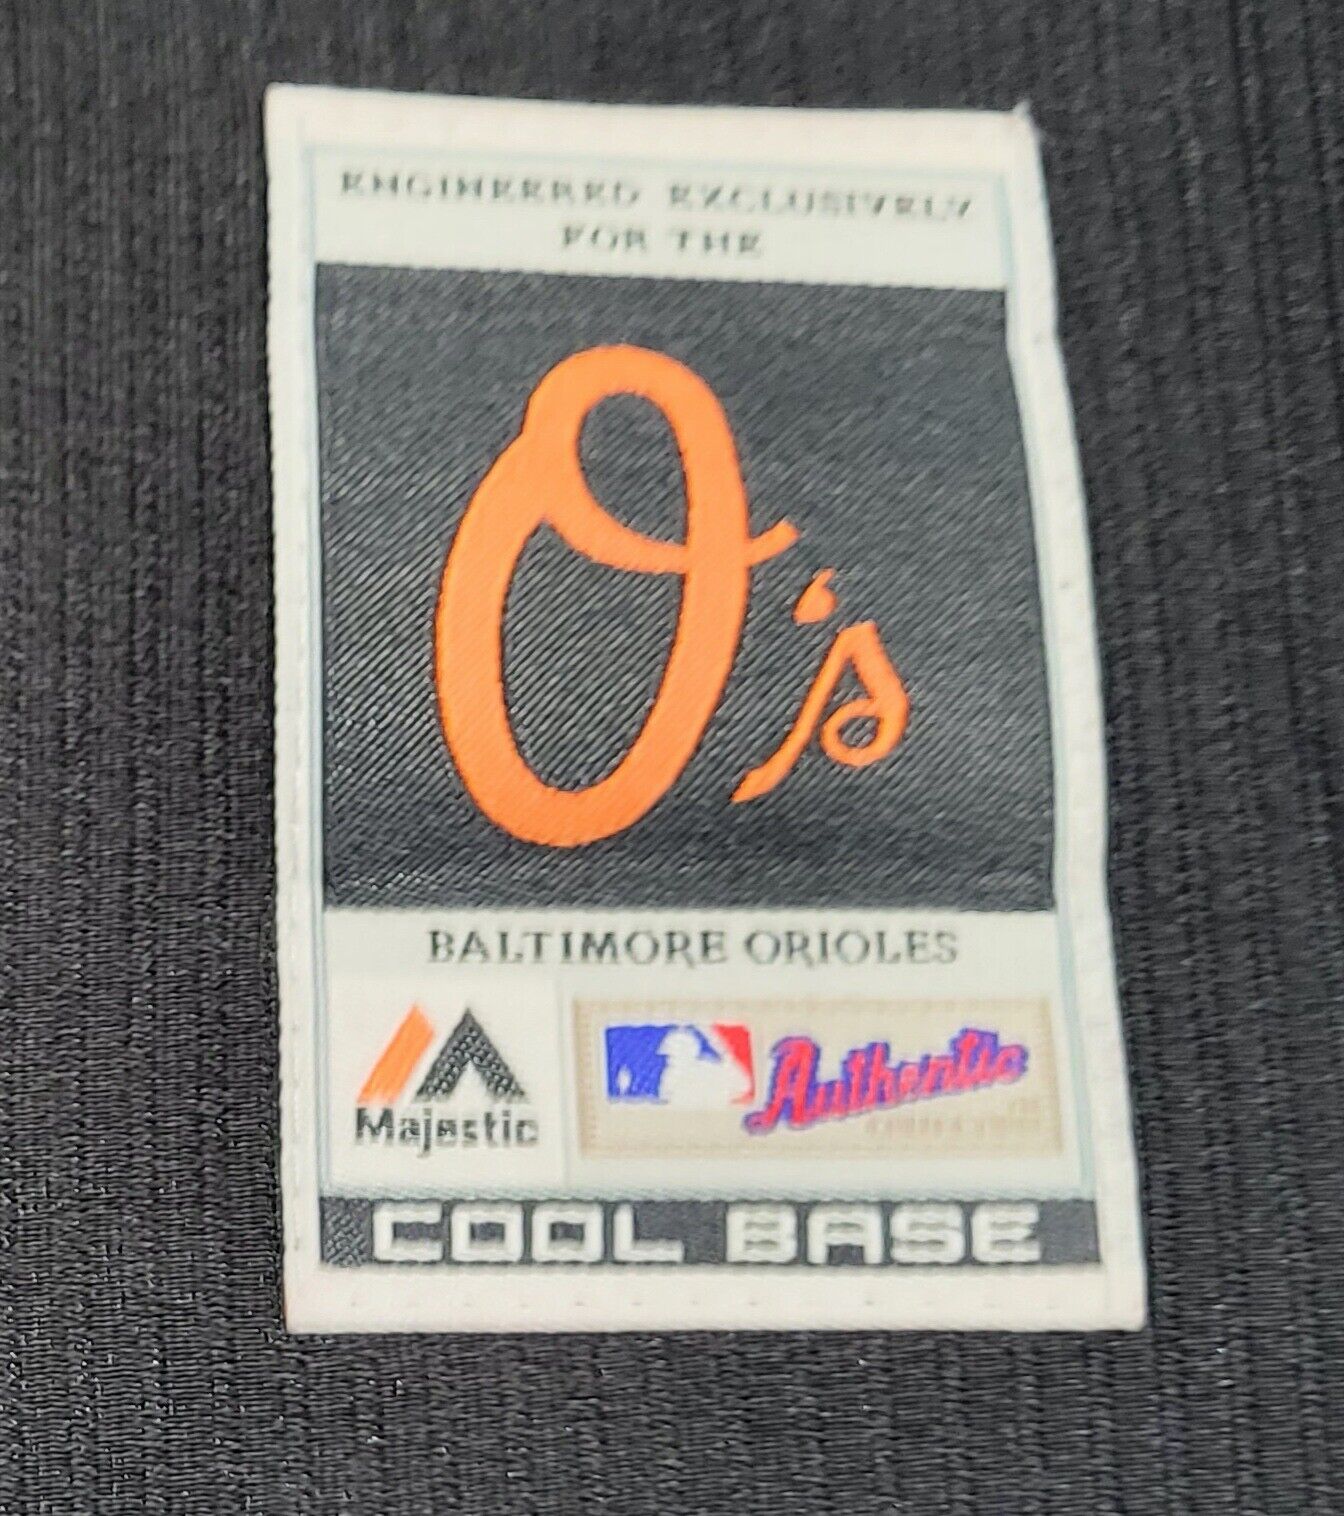 ENGINEERED EXCLUSIVELY
FOR THE
O's
BALTIMORE ORIOLES
Majestic
Authentic
COOL BASE